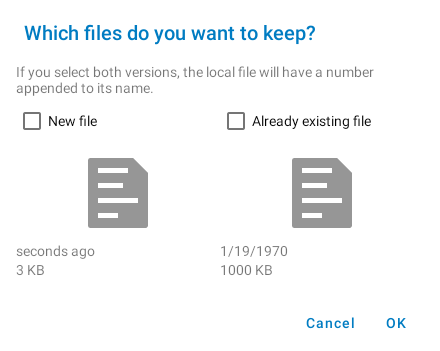 Which files do you want to keep?
If you select both versions, the local file will have a number
appended to its name.
New file
Already existing file
seconds ago
3 KB
1/19/1970
1000 KB
Cancel
OK